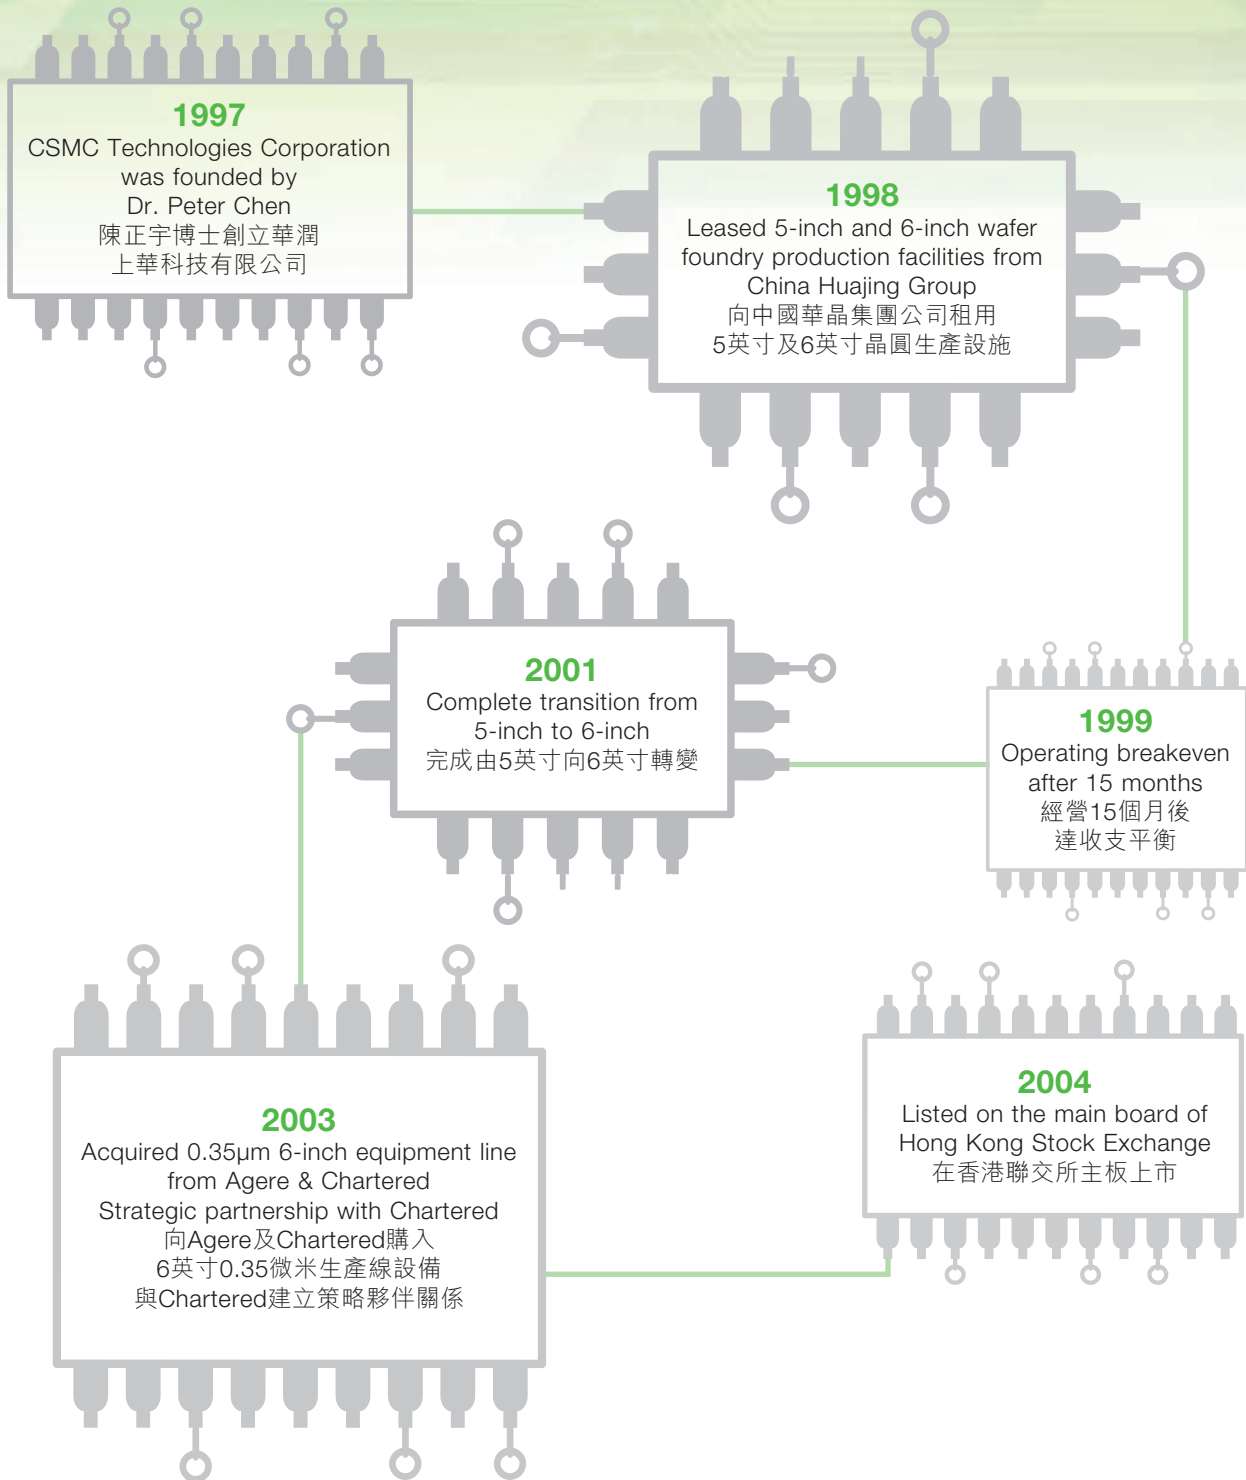 1997
CSMC Technologies Corporation
was founded by
Dr. Peter Chen
陳正宇博士創立華潤
上華科技有限公司
1998
Leased 5-inch and 6-inch wafer
foundry production facilities from
China Huajing Group
向中國華晶集團公司租用
5英寸及6英寸晶圓生產設施
1999
Operating breakeven
after 15 months
經營15個月後
達收支平衡
2001
Complete transition from
5-inch to 6-inch
完成由5英寸向6英寸轉變
2003
Acquired 0.35μm 6-inch equipment line
from Agere & Chartered
Strategic partnership with Chartered
向Agere及Chartered購入
6英寸0.35微米生產線設備
與Chartered建立策略夥伴關係
2004
Listed on the main board of
Hong Kong Stock Exchange
在香港聯交所主板上市